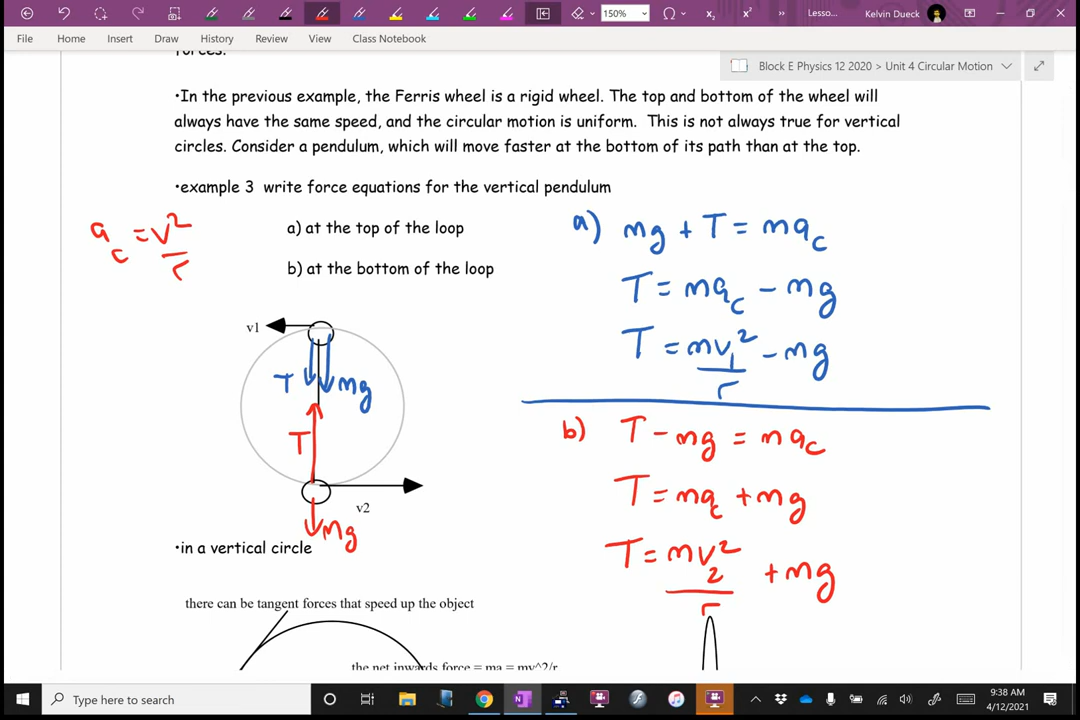 150%
Lesso...
Kelvin Dueck
File Home Insert Draw History Review View Class Notebook
forces.
Block E Physics 12 2020 > Unit 4 Circular Motion
•In the previous example, the Ferris wheel is a rigid wheel. The top and bottom of the wheel will
always have the same speed, and the circular motion is uniform. This is not always true for vertical
circles. Consider a pendulum, which will move faster at the bottom of its path than at the top.
•example 3 write force equations for the vertical pendulum
a_c = v²/r
a) at the top of the loop
b) at the bottom of the loop
a) mg + T = ma_c
T = ma_c - mg
T = mv₁²/r - mg
v1
T mg
T
v2
mg
b) T - mg = ma_c
T = ma_c + mg
T = mv₂²/r + mg
•in a vertical circle
there can be tangent forces that speed up the object
the net inwards force = ma = mv^2/r
Type here to search
9:38 AM
4/12/2021